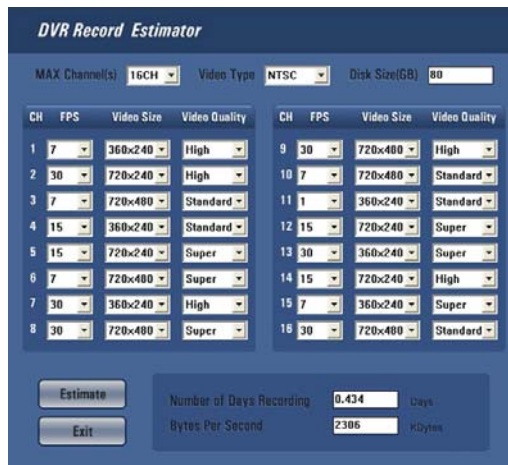 DVR Record Estimator
MAX Channel(s) 16CH Video Type NTSC Disk Size(GB) 80
CH FPS Video Size Video Quality CH FPS Video Size Video Quality
1 7 360x240 High 9 30 720x480 High
2 30 720x240 High 10 7 720x480 Standard
3 7 720x480 Standard 11 1 360x240 Standard
4 15 360x240 Standard 12 15 720x240 Super
5 15 720x240 Super 13 30 360x240 Super
6 7 720x480 Super 14 15 720x240 High
7 30 360x240 High 15 7 360x240 Super
8 30 720x480 Super 16 30 720x480 Standard
Estimate Number of Days Recording 0.434 Days
Exit Bytes Per Second 2306 KDytes